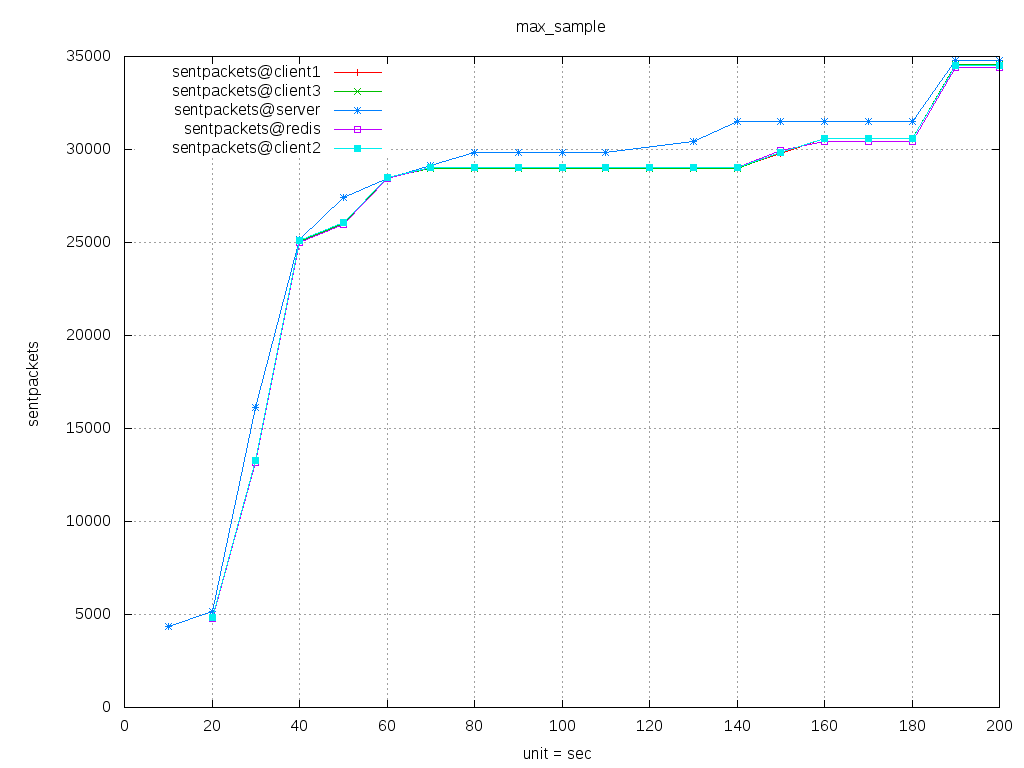 max_sample
35000
30000
25000
20000
15000
10000
5000
0
sentpackets@client1
sentpackets@client3
sentpackets@server
sentpackets@redis
sentpackets@client2
sentpackets
0 20 40 60 80 100 120 140 160 180 200
unit = sec